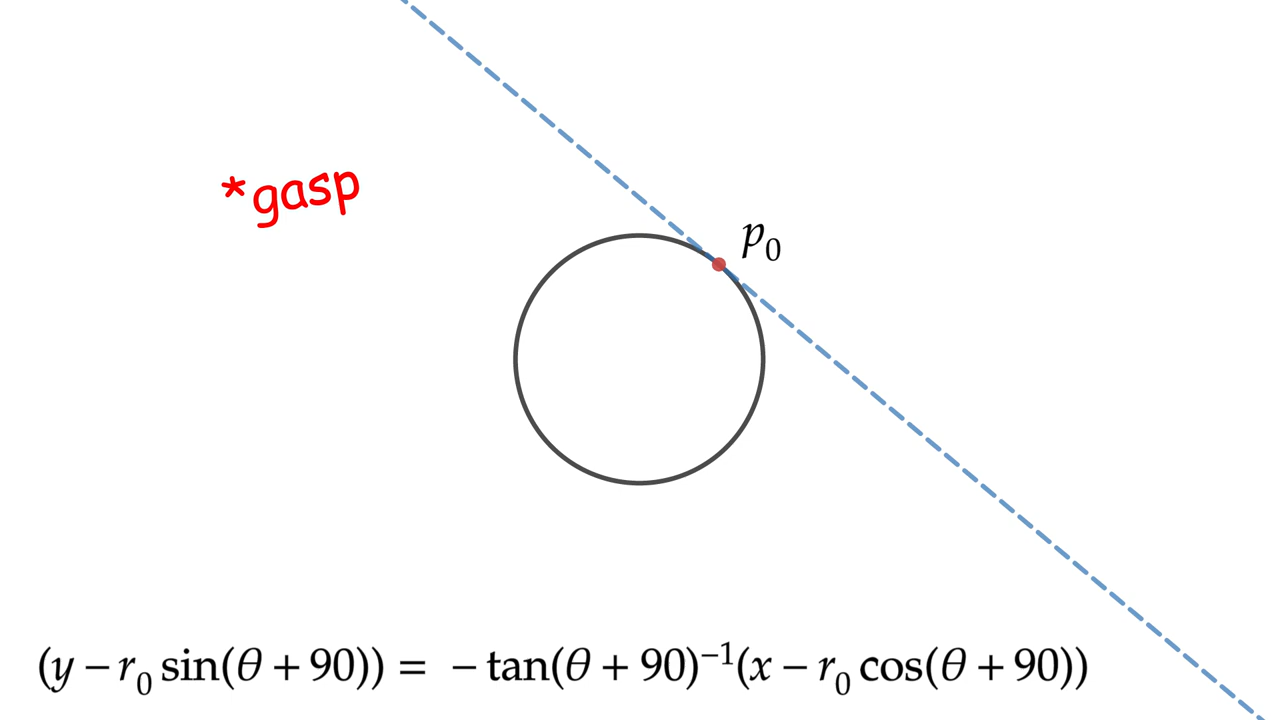 *gasp
p₀
(y − r₀ sin(θ + 90)) = − tan(θ + 90)⁻¹(x − r₀ cos(θ + 90))